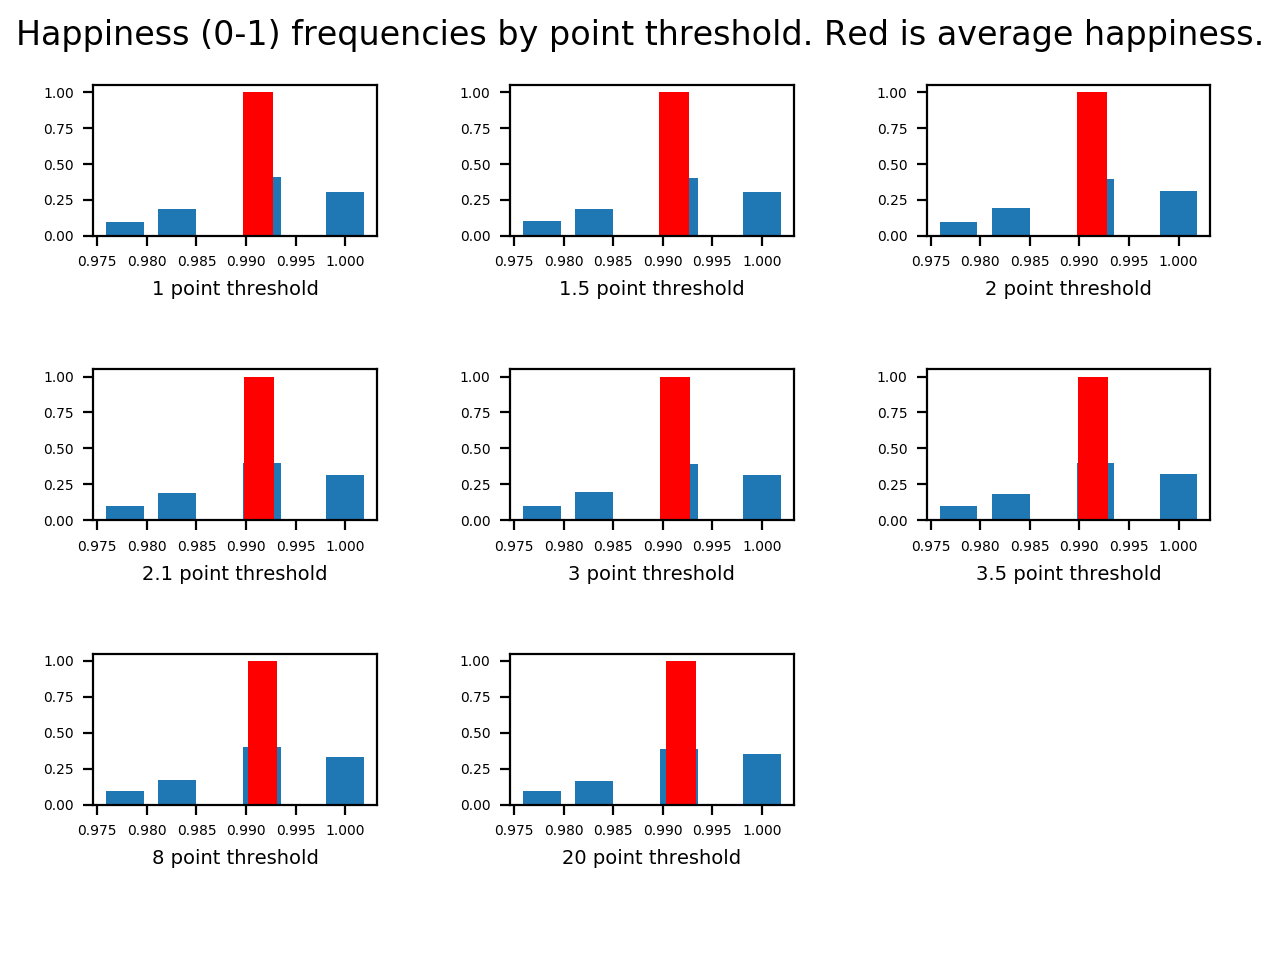 Happiness (0-1) frequencies by point threshold. Red is average happiness.
1.00 1.00 1.00
0.75 0.75 0.75
0.50 0.50 0.50
0.25 0.25 0.25
0.00 0.00 0.00
0.975 0.980 0.985 0.990 0.995 1.000 0.975 0.980 0.985 0.990 0.995 1.000 0.975 0.980 0.985 0.990 0.995 1.000
1 point threshold 1.5 point threshold 2 point threshold
1.00 1.00 1.00
0.75 0.75 0.75
0.50 0.50 0.50
0.25 0.25 0.25
0.00 0.00 0.00
0.975 0.980 0.985 0.990 0.995 1.000 0.975 0.980 0.985 0.990 0.995 1.000 0.975 0.980 0.985 0.990 0.995 1.000
2.1 point threshold 3 point threshold 3.5 point threshold
1.00 1.00
0.75 0.75
0.50 0.50
0.25 0.25
0.00 0.00
0.975 0.980 0.985 0.990 0.995 1.000 0.975 0.980 0.985 0.990 0.995 1.000
8 point threshold 20 point threshold